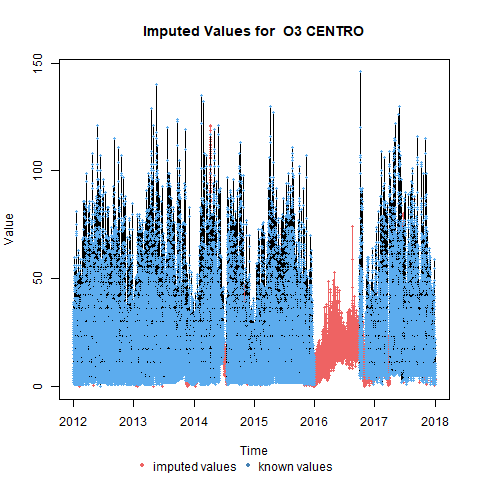 Imputed Values for O3 CENTRO
Value
150
100
50
0
2012 2013 2014 2015 2016 2017 2018
Time
imputed values known values